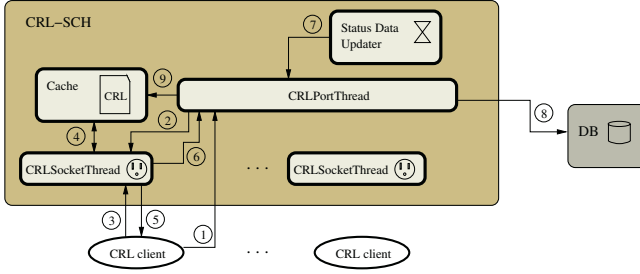 CRL−SCH
7
Status Data
Updater
Cache
CRL
9
CRLPortThread
2
8
4
6
DB
CRLSocketThread
. . .
CRLSocketThread
3
5
1
CRL client
. . .
CRL client